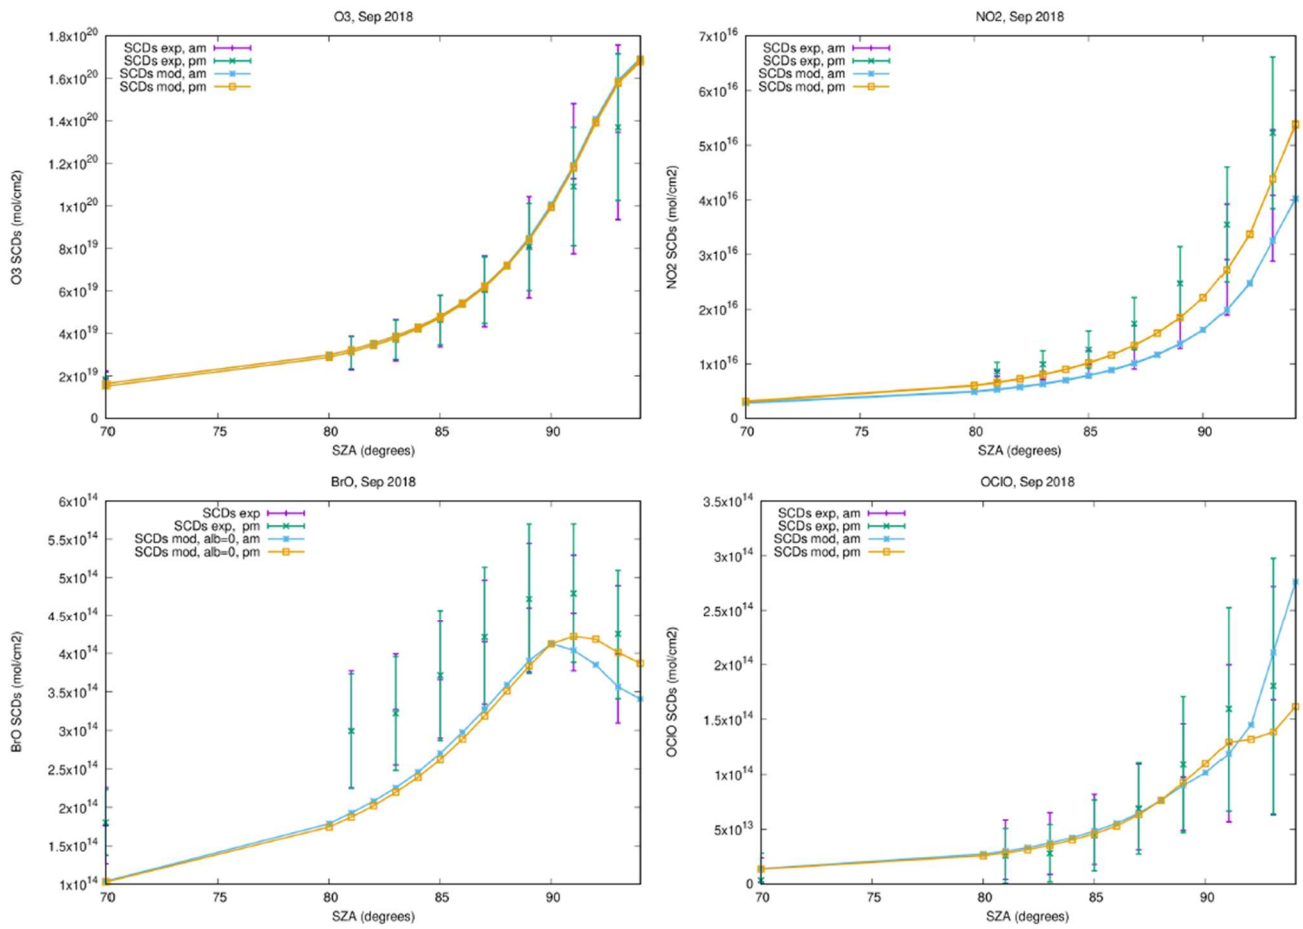 O3, Sep 2018
SCDs exp, am
SCDs exp, pm
SCDs mod, am
SCDs mod, pm
1.8x10^20
1.6x10^20
1.4x10^20
1.2x10^20
1x10^20
8x10^19
6x10^19
4x10^19
2x10^19
0
O3 SCDs (mol/cm2)
70 75 80 85 90
SZA (degrees)
NO2, Sep 2018
SCDs exp, am
SCDs exp, pm
SCDs mod, am
SCDs mod, pm
7x10^16
6x10^16
5x10^16
4x10^16
3x10^16
2x10^16
1x10^16
0
NO2 SCDs (mol/cm2)
70 75 80 85 90
SZA (degrees)
BrO, Sep 2018
SCDs exp
SCDs exp, pm
SCDs mod, alb=0, am
SCDs mod, alb=0, pm
6x10^14
5.5x10^14
5x10^14
4.5x10^14
4x10^14
3.5x10^14
3x10^14
2.5x10^14
2x10^14
1.5x10^14
1x10^14
BrO SCDs (mol/cm2)
70 75 80 85 90
SZA (degrees)
OClO, Sep 2018
SCDs exp, am
SCDs exp, pm
SCDs mod, am
SCDs mod, pm
3.5x10^14
3x10^14
2.5x10^14
2x10^14
1.5x10^14
1x10^14
5x10^13
0
OClO SCDs (mol/cm2)
70 75 80 85 90
SZA (degrees)